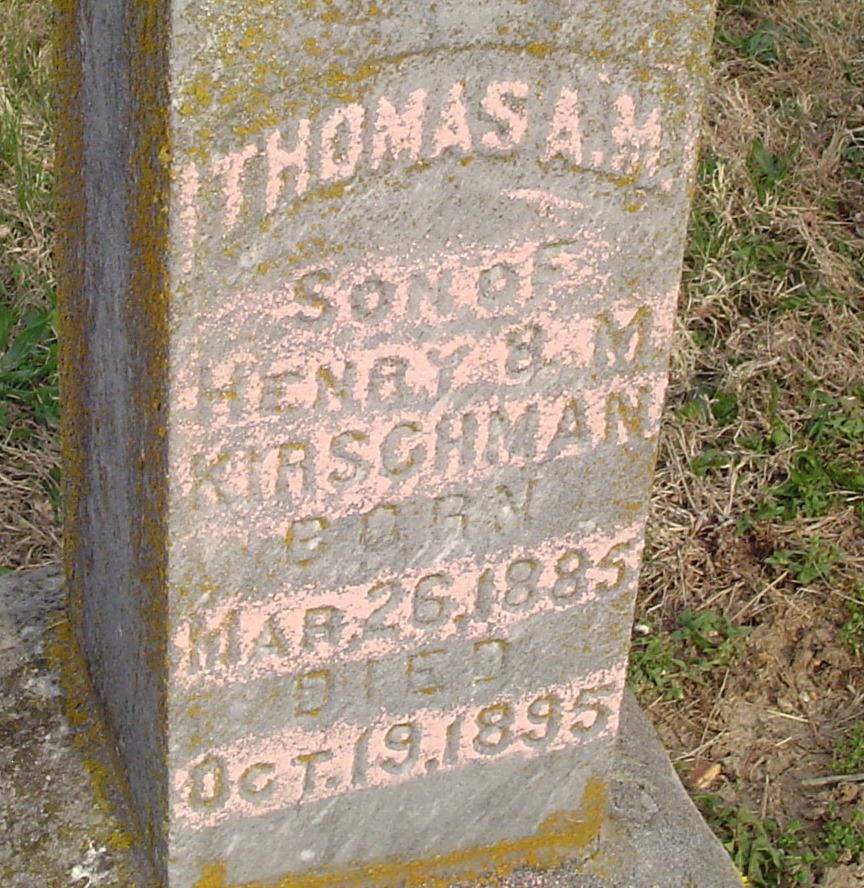 THOMAS A. M.
SON OF
HENRY B. M
KIRSCHMAN
BORN
MAR. 26, 1885
DIED
OCT. 19, 1895